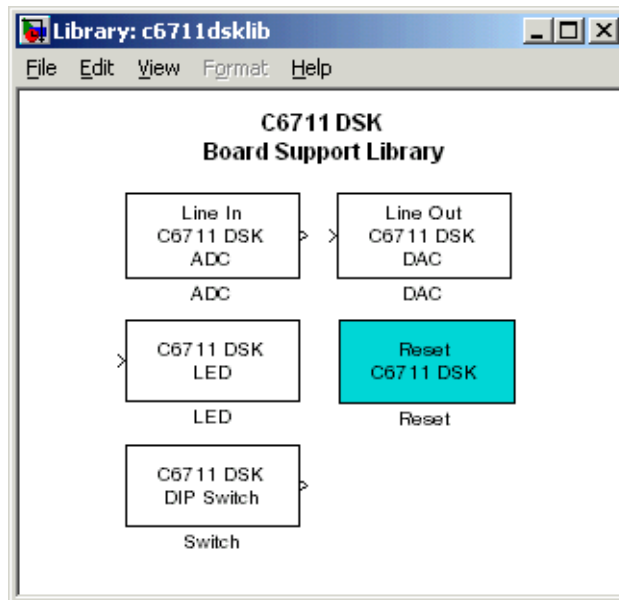 Library: c6711dsklib
File Edit View Format Help
C6711 DSK
Board Support Library
Line In
C6711 DSK
ADC
ADC
Line Out
C6711 DSK
DAC
DAC
C6711 DSK
LED
LED
Reset
C6711 DSK
Reset
C6711 DSK
DIP Switch
Switch